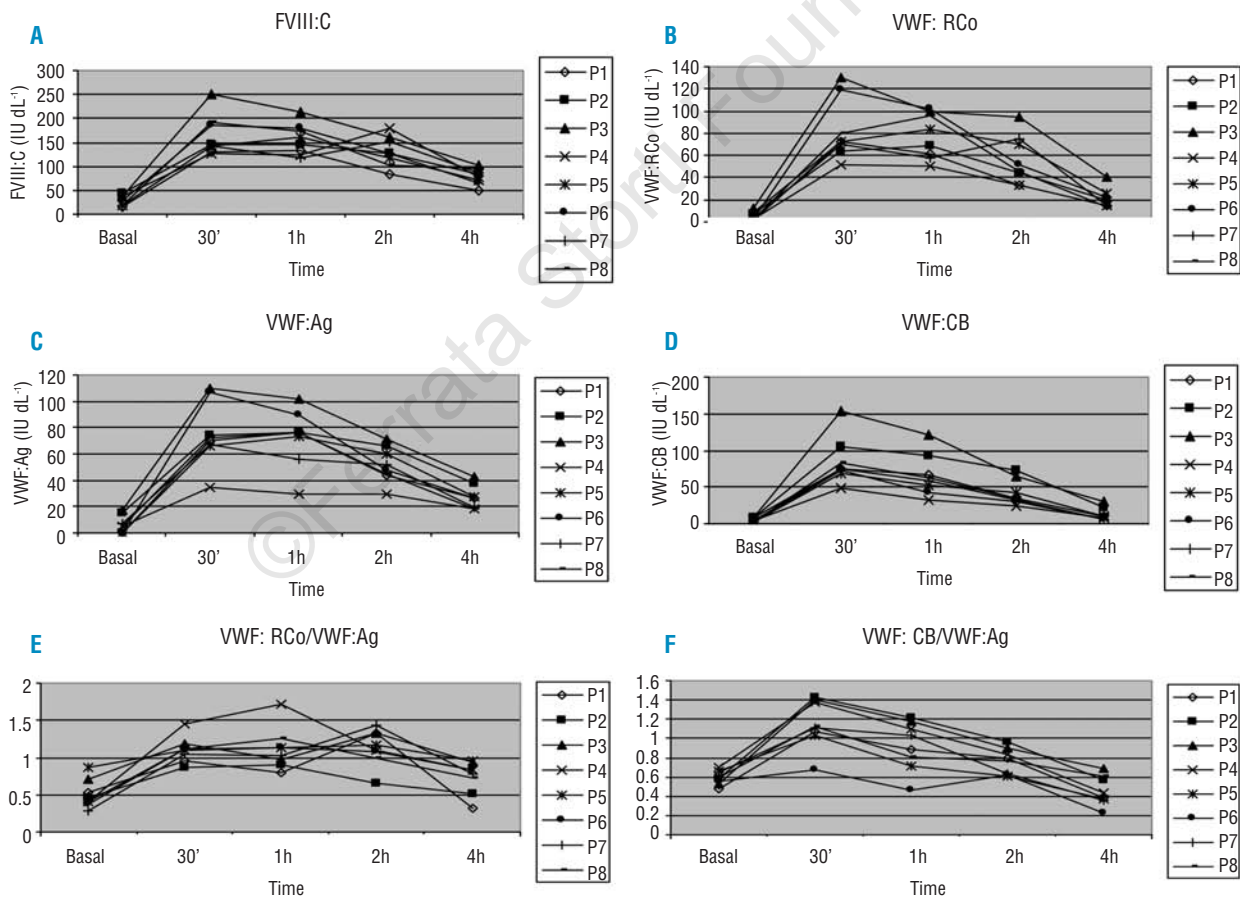 A
FVIII:C
FVIII:C (IU dL-1)
300
250
200
150
100
50
0
Basal 30' 1h 2h 4h
Time
P1
P2
P3
P4
P5
P6
P7
P8
B
VWF: RCo
VWF:RCo (IU dL-1)
140
120
100
80
60
40
20
0
Basal 30' 1h 2h 4h
Time
P1
P2
P3
P4
P5
P6
P7
P8
C
VWF:Ag
VWF:Ag (IU dL-1)
120
100
80
60
40
20
0
Basal 30' 1h 2h 4h
Time
P1
P2
P3
P4
P5
P6
P7
P8
D
VWF:CB
VWF:CB (IU dL-1)
200
150
100
50
0
Basal 30' 1h 2h 4h
Time
P1
P2
P3
P4
P5
P6
P7
P8
E
VWF: RCo/VWF:Ag
2
1.5
1
0.5
0
Basal 30' 1h 2h 4h
Time
P1
P2
P3
P4
P5
P6
P7
P8
F
VWF: CB/VWF:Ag
1.6
1.4
1.2
1
0.8
0.6
0.4
0.2
0
Basal 30' 1h 2h 4h
Time
P1
P2
P3
P4
P5
P6
P7
P8
©Ferrata Storti